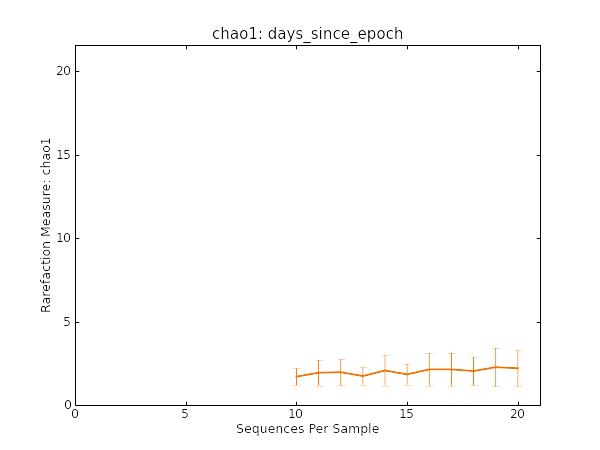 chao1: days_since_epoch
20
15
10
5
0
Rarefaction Measure: chao1
0 5 10 15 20
Sequences Per Sample